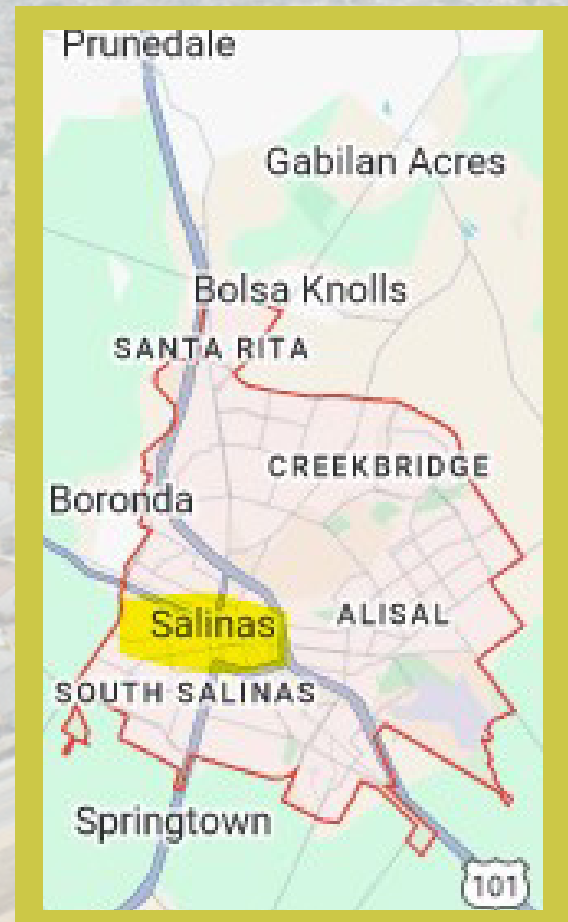 Prunedale
Gabilan Acres
Bolsa Knolls
SANTA RITA
CREEKBRIDGE
Boronda
Salinas
ALISAL
SOUTH SALINAS
Springtown
101